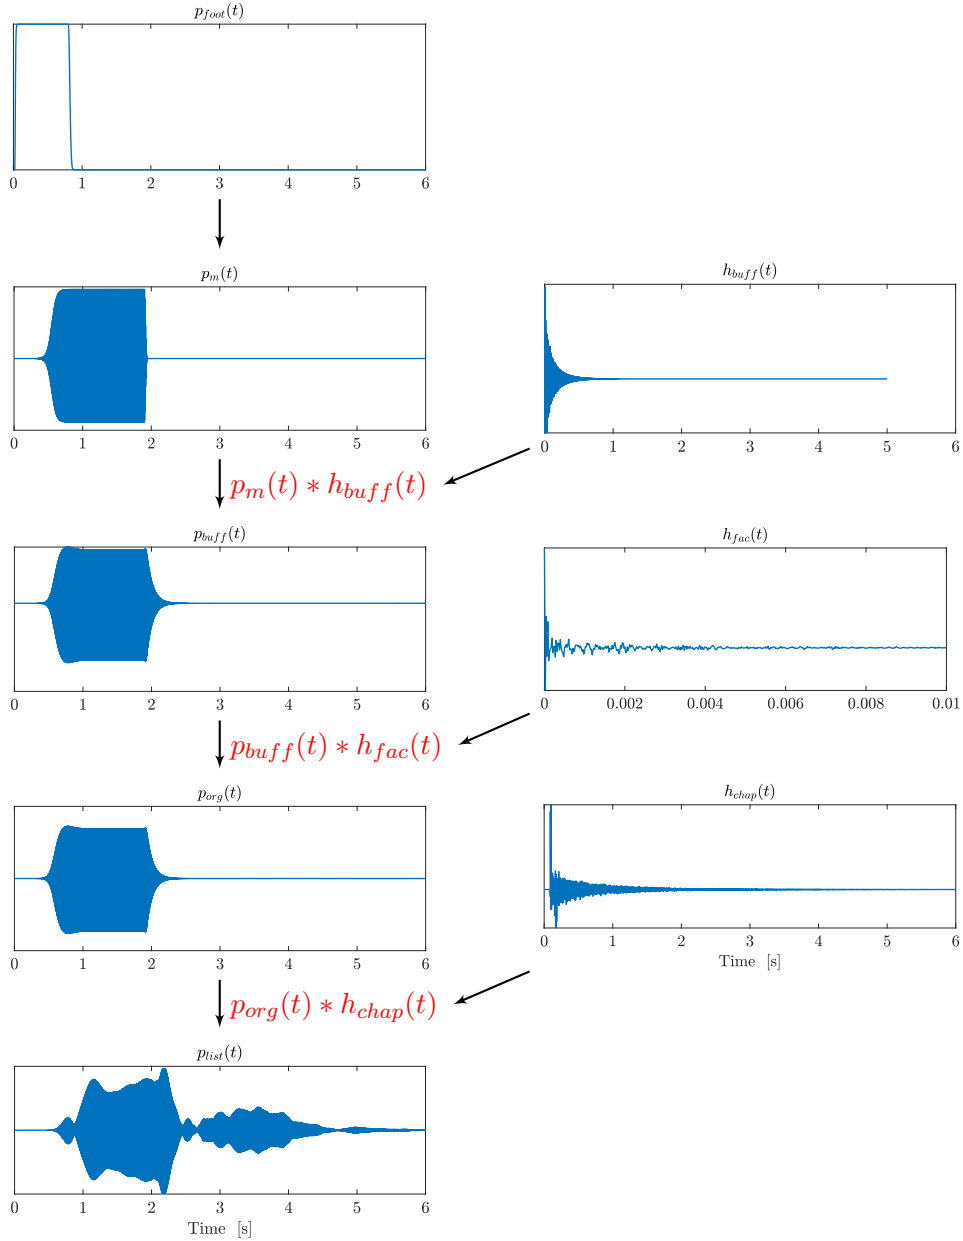 p_foot(t)
0 1 2 3 4 5 6
p_m(t)
0 1 2 3 4 5 6
h_buff(t)
0 1 2 3 4 5 6
p_m(t) ∗ h_buff(t)
p_buff(t)
0 1 2 3 4 5 6
h_fac(t)
0 0.002 0.004 0.006 0.008 0.01
p_buff(t) ∗ h_fac(t)
p_org(t)
0 1 2 3 4 5 6
h_chap(t)
0 1 2 3 4 5 6
Time [s]
p_org(t) ∗ h_chap(t)
p_list(t)
0 1 2 3 4 5 6
Time [s]